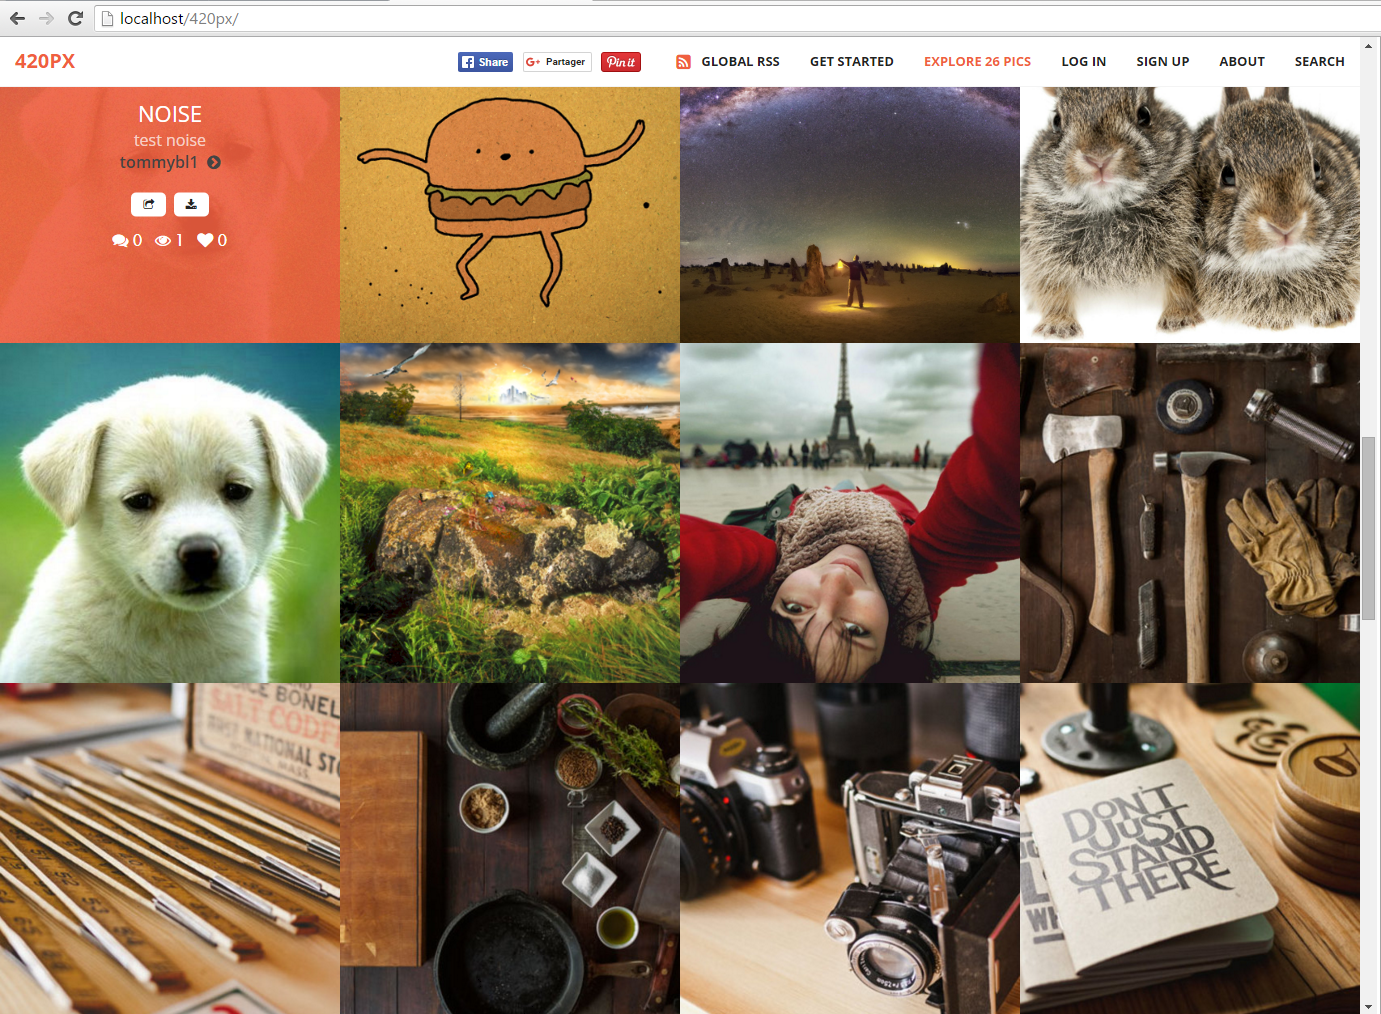 localhost/420px/
420PX
Share
Partager
Pin it
GLOBAL RSS
GET STARTED
EXPLORE 26 PICS
LOG IN
SIGN UP
ABOUT
SEARCH
NOISE
test noise
tommybl1
0 1 0
BONEL
SALT CODF
NATIONAL ST
MASS.
DON'T
JUST
STAND
THERE